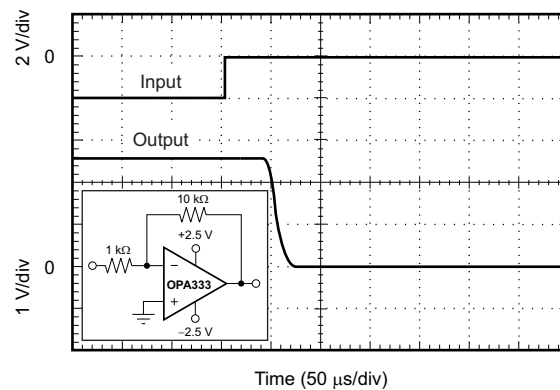 2 V/div
0
Input
Output
10 kΩ
+2.5 V
1 kΩ
−
OPA333
+
−2.5 V
0
1 V/div
Time (50 μs/div)